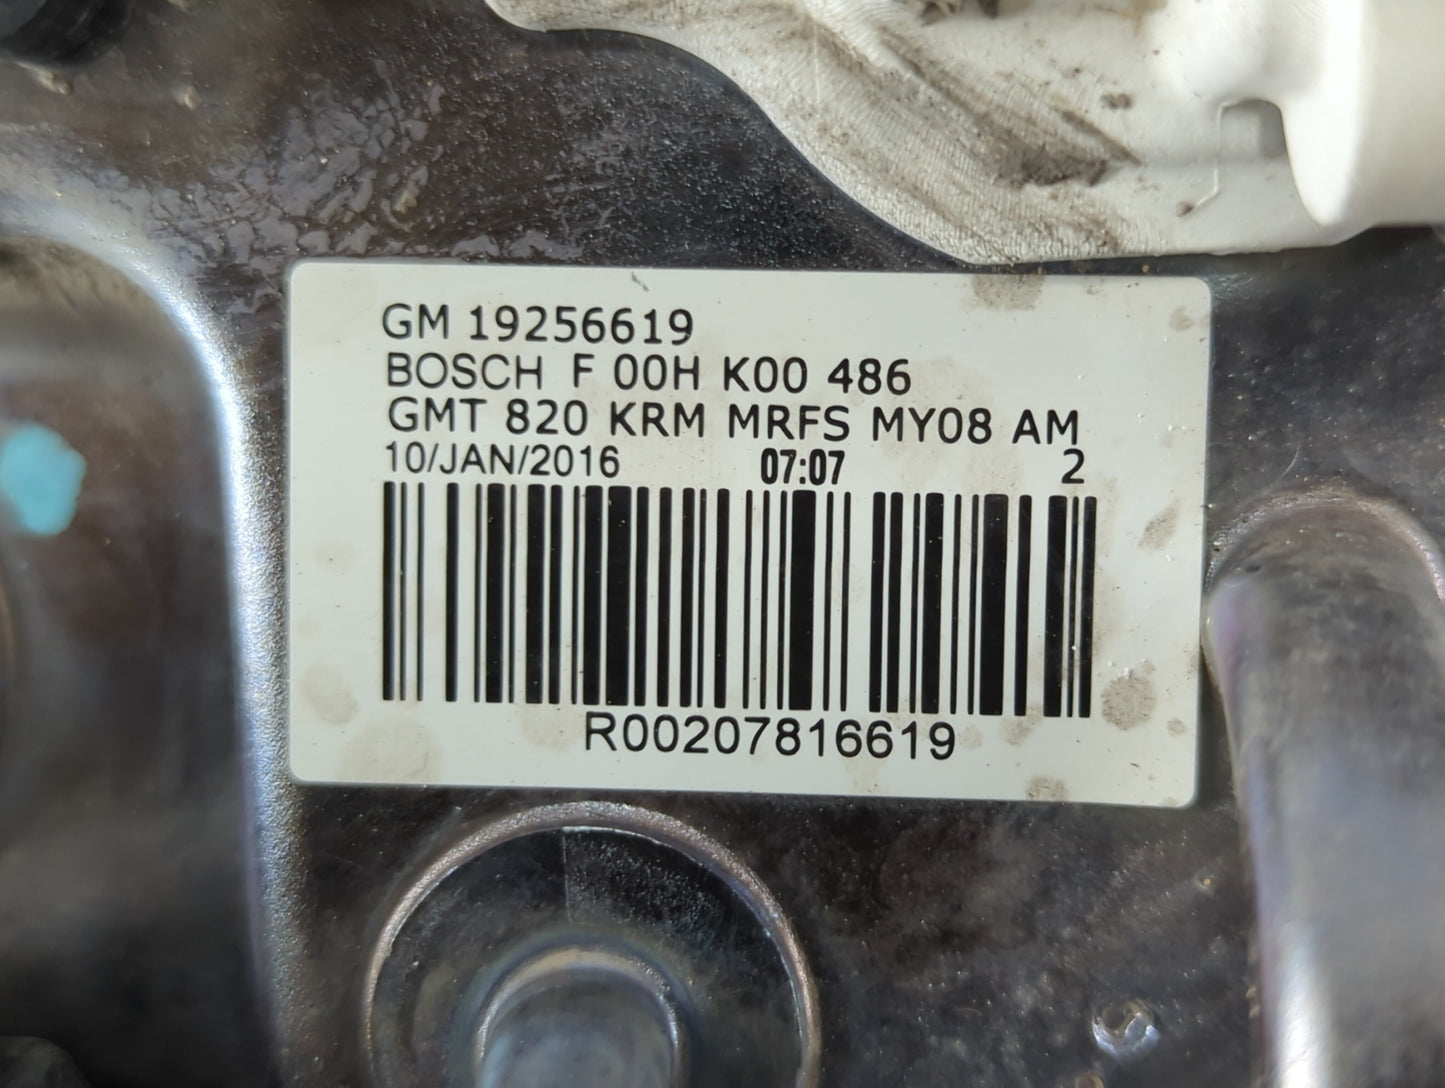 GM 19256619
BOSCH F 00H K00 486
GMT 820 KRM MRFS MY08 AM
10/JAN/2016 07:07 2
R00207816619